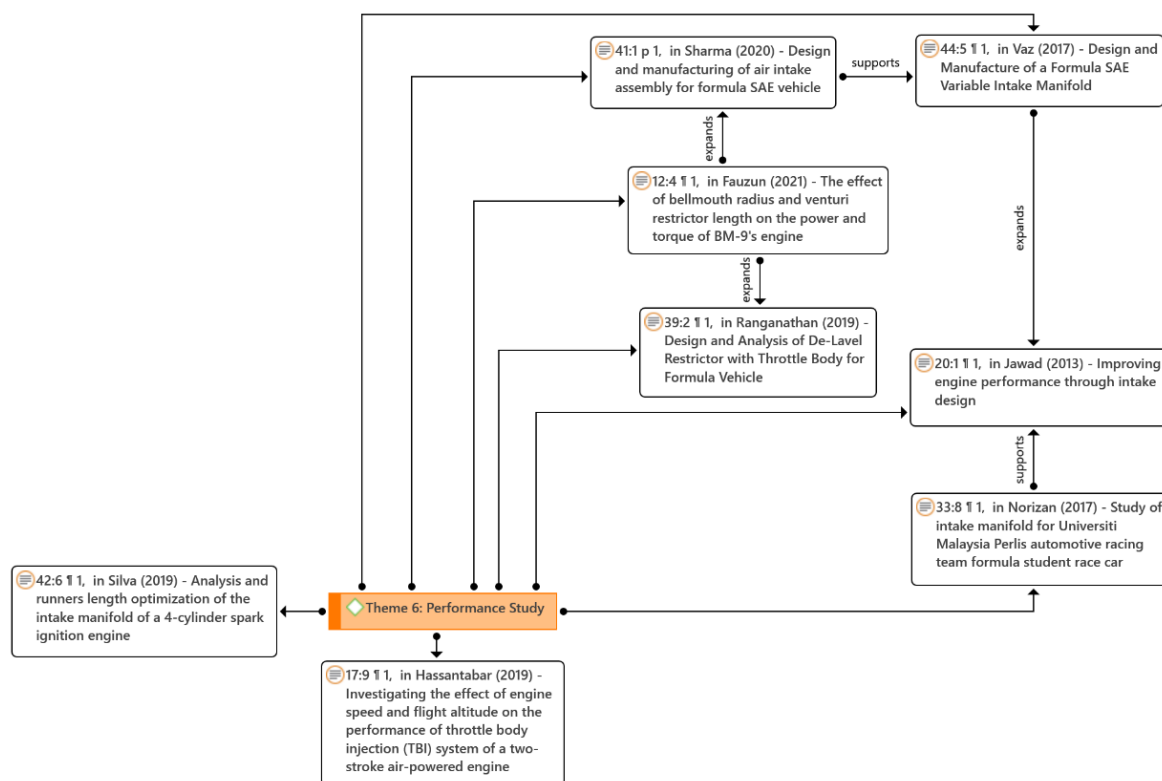 41:1 p 1, in Sharma (2020) - Design
and manufacturing of air intake
assembly for formula SAE vehicle
supports
44:5 ¶ 1, in Vaz (2017) - Design and
Manufacture of a Formula SAE
Variable Intake Manifold
expands
12:4 ¶ 1, in Fauzun (2021) - The effect
of bellmouth radius and venturi
restrictor length on the power and
torque of BM-9's engine
expands
expands
39:2 ¶ 1, in Ranganathan (2019) -
Design and Analysis of De-Lavel
Restrictor with Throttle Body for
Formula Vehicle
20:1 ¶ 1, in Jawad (2013) - Improving
engine performance through intake
design
supports
33:8 ¶ 1, in Norizan (2017) - Study of
intake manifold for Universiti
Malaysia Perlis automotive racing
team formula student race car
42:6 ¶ 1, in Silva (2019) - Analysis and
runners length optimization of the
intake manifold of a 4-cylinder spark
ignition engine
Theme 6: Performance Study
17:9 ¶ 1, in Hassantabar (2019) -
Investigating the effect of engine
speed and flight altitude on the
performance of throttle body
injection (TBI) system of a two-
stroke air-powered engine